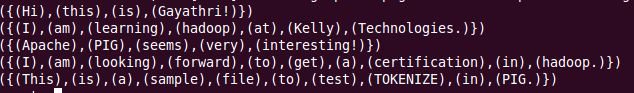 ({(Hi),(this),(is),(Gayathri!)})
({(I),(am),(learning),(hadoop),(at),(Kelly),(Technologies.)})
({(Apache),(PIG),(seems),(very),(interesting!)})
({(I),(am),(looking),(forward),(to),(get),(a),(certification),(in),(hadoop.)})
({(This),(is),(a),(sample),(file),(to),(test),(TOKENIZE),(in),(PIG.)})